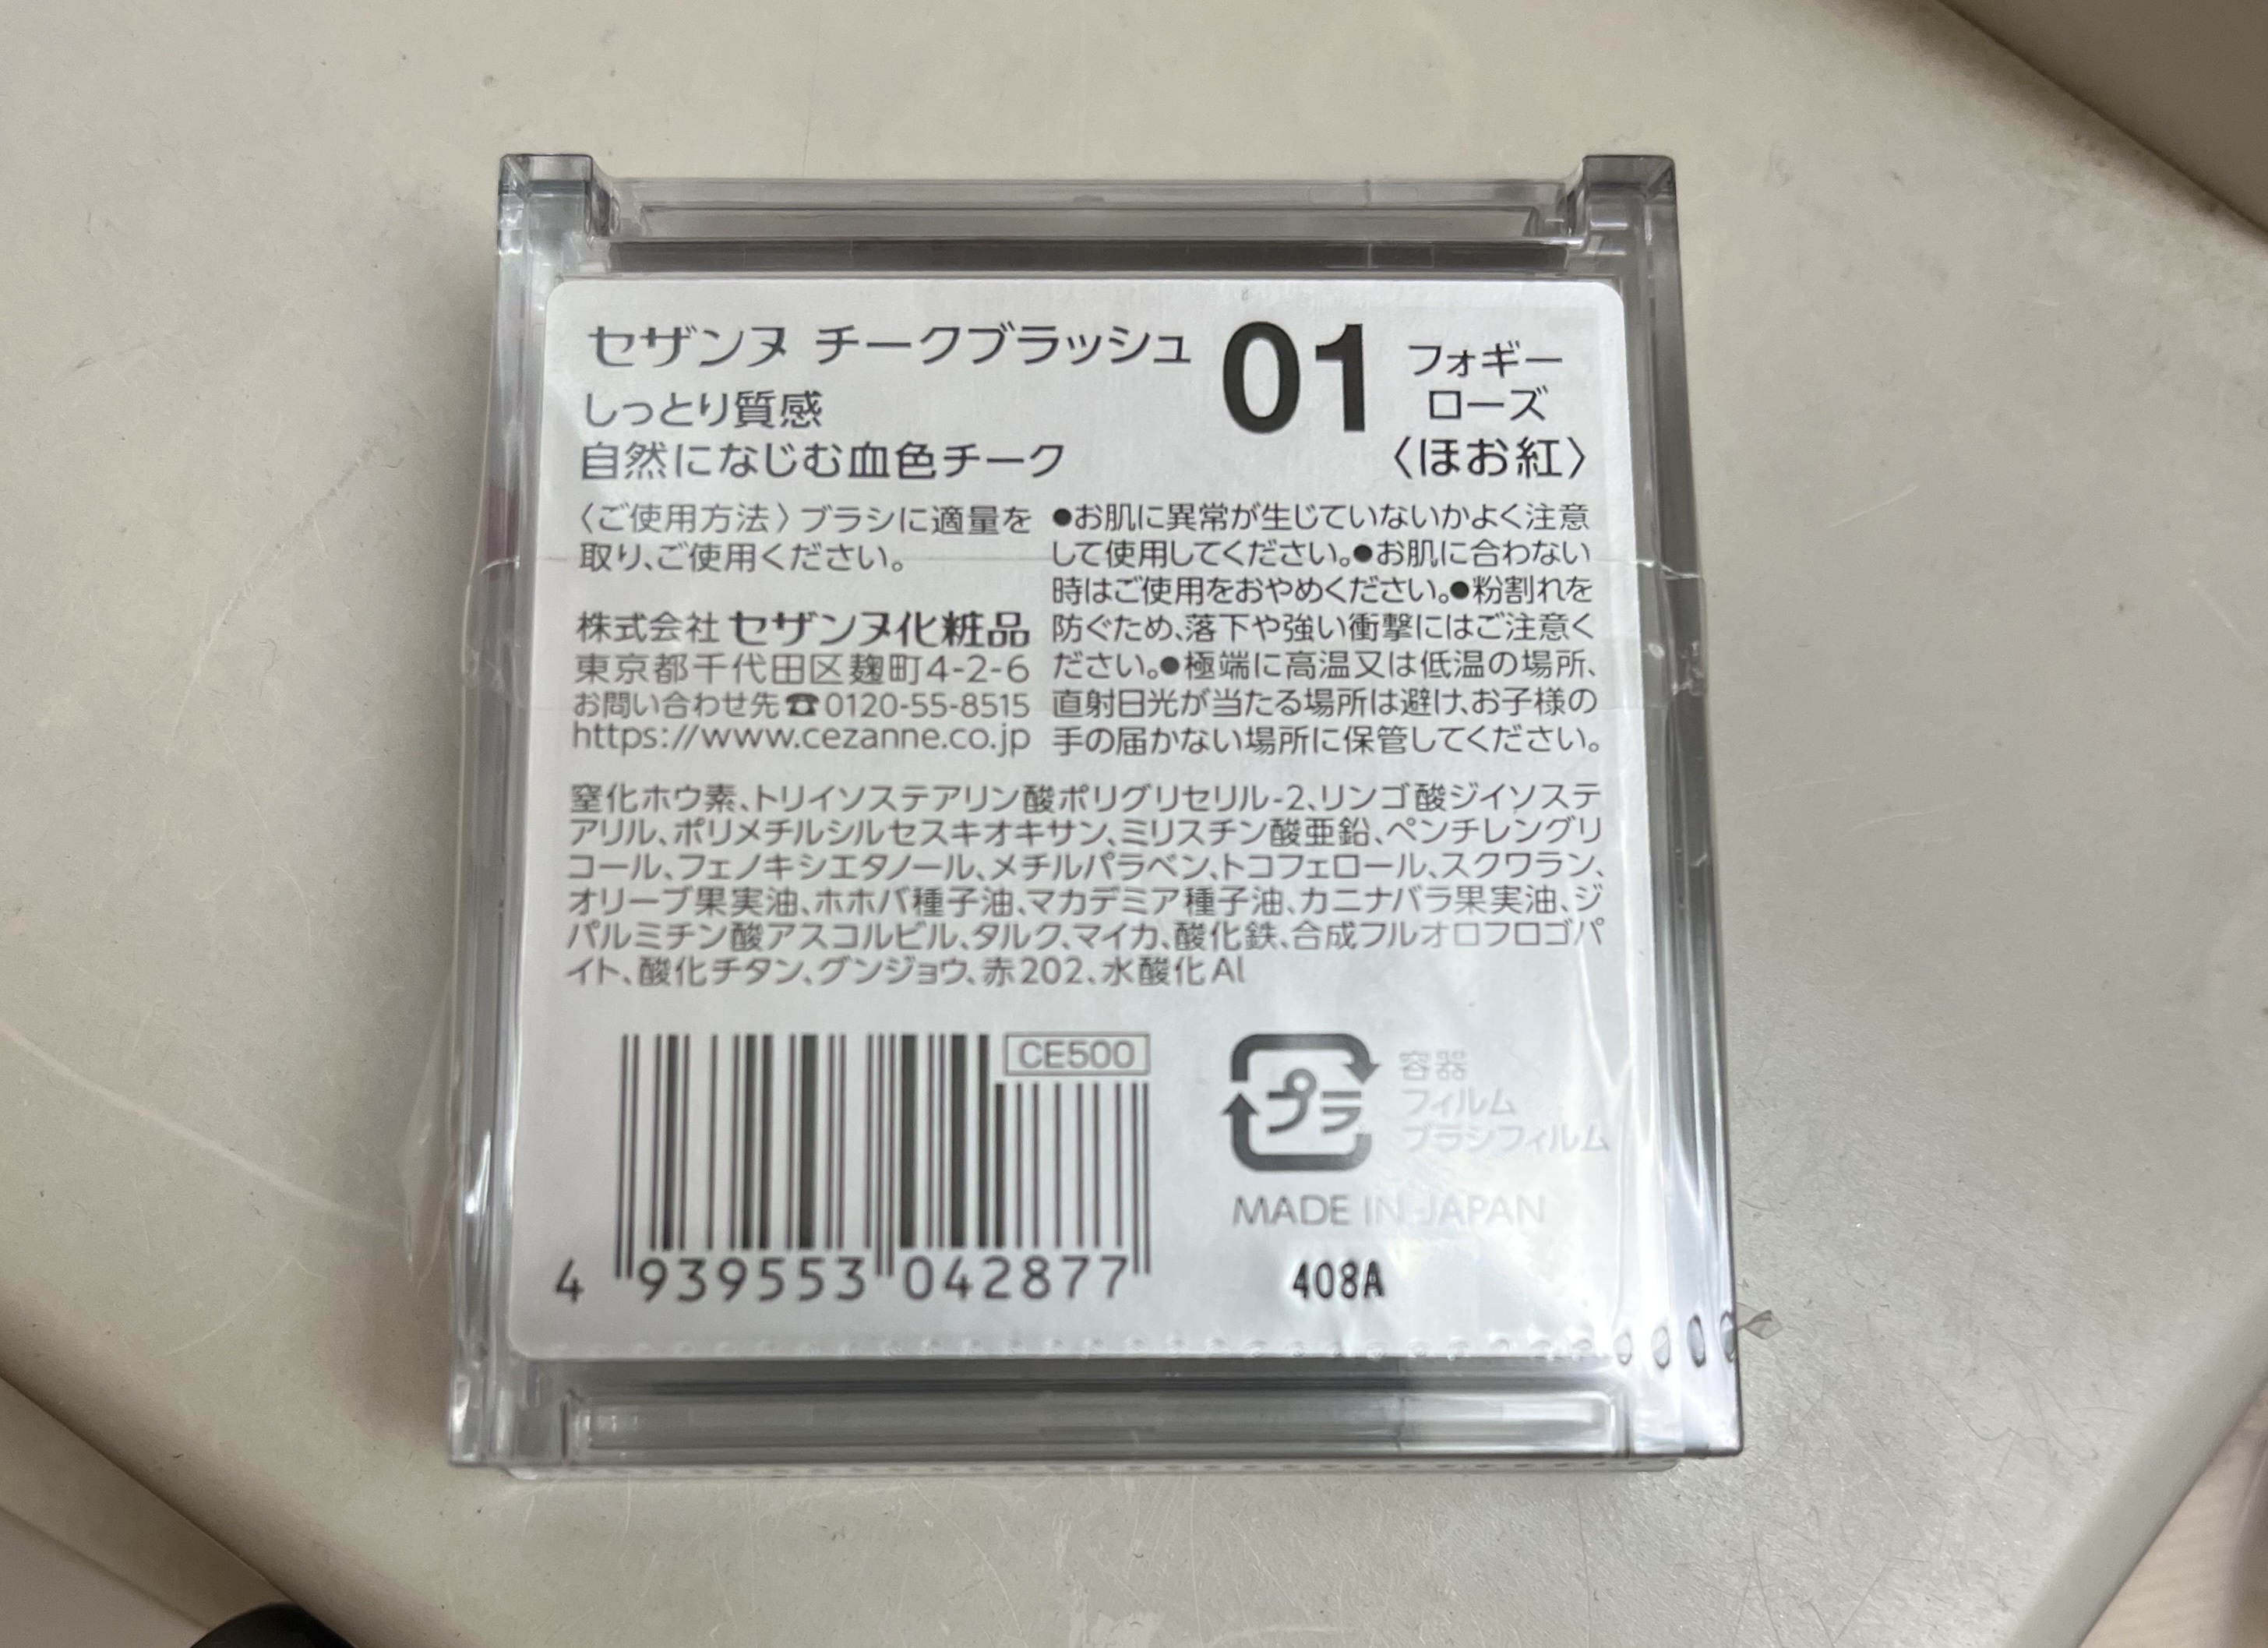 セザンヌ チークブラッシュ
しっとり質感
自然になじむ血色チーク
01
フォギー
ローズ
〈ほお紅〉
〈ご使用方法〉ブラシに適量を
取り、ご使用ください。
株式会社 セザンヌ化粧品
東京都千代田区麹町4-2-6
お問い合わせ先☎0120-55-8515
https://www.cezanne.co.jp
●お肌に異常が生じていないかよく注意
して使用してください。●お肌に合わない
時はご使用をおやめください。●粉割れを
防ぐため、落下や強い衝撃にはご注意く
ださい。●極端に高温又は低温の場所、
直射日光が当たる場所は避け、お子様の
手の届かない場所に保管してください。
窒化ホウ素、トリイソステアリン酸ポリグリセリル-2、リンゴ酸ジイソステ
アリル、ポリメチルシルセスキオキサン、ミリスチン酸亜鉛、ペンチレングリ
コール、フェノキシエタノール、メチルパラベン、トコフェロール、スクワラン、
オリーブ果実油、ホホバ種子油、マカデミア種子油、カニナバラ果実油、ジ
パルミチン酸アスコルビル、タルク、マイカ、酸化鉄、合成フルオロフロゴパ
イト、酸化チタン、グンジョウ、赤202、水酸化Al
CE500
4 939553 042877
プラ
容器
フィルム
ブラシフィルム
MADE IN JAPAN
408A